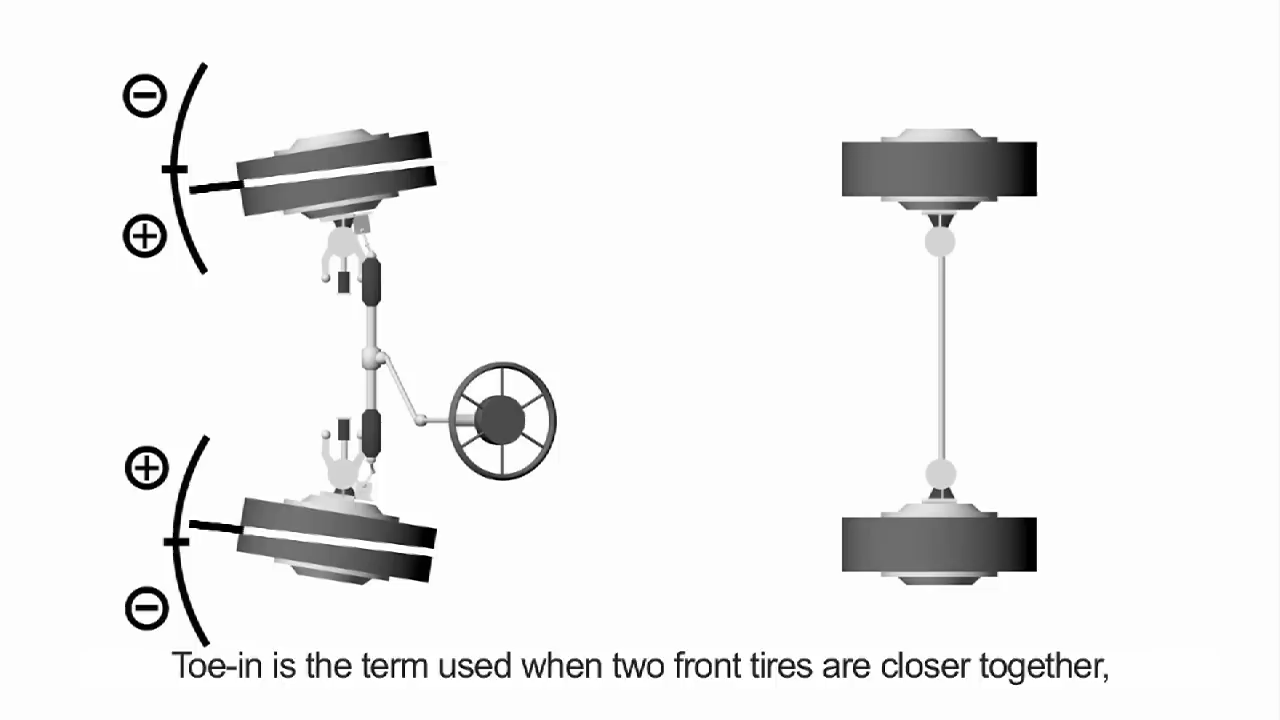 Toe-in is the term used when two front tires are closer together,